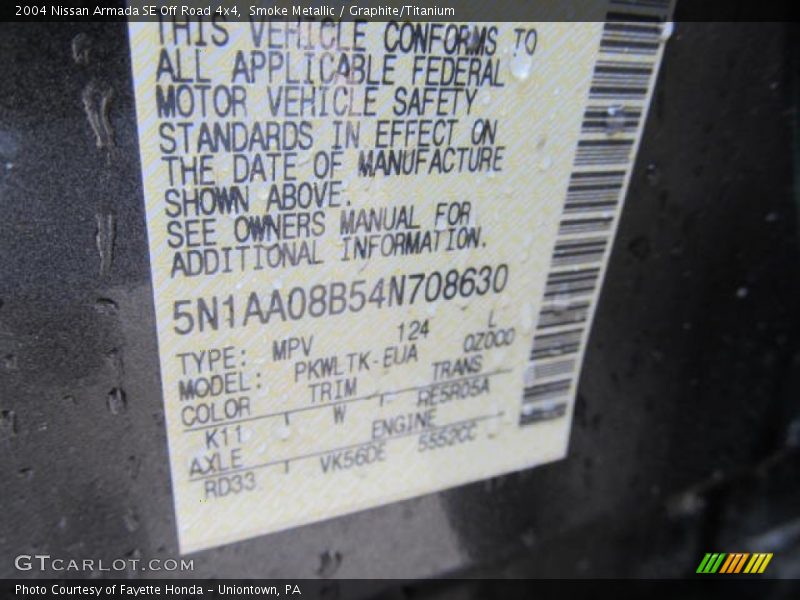 2004 Nissan Armada SE Off Road 4x4, Smoke Metallic / Graphite/Titanium
THIS VEHICLE CONFORMS TO
ALL APPLICABLE FEDERAL
MOTOR VEHICLE SAFETY
STANDARDS IN EFFECT ON
THE DATE OF MANUFACTURE
SHOWN ABOVE.
SEE OWNERS MANUAL FOR
ADDITIONAL INFORMATION.
5N1AA08B54N708630
TYPE: MPV 124 L
MODEL: PKWLTK-EUA 0Z000
COLOR TRIM TRANS
K11 W RE5R05A
AXLE ENGINE
RD33 VK56DE 5552CC
GTCARLOT.COM
Photo Courtesy of Fayette Honda – Uniontown, PA